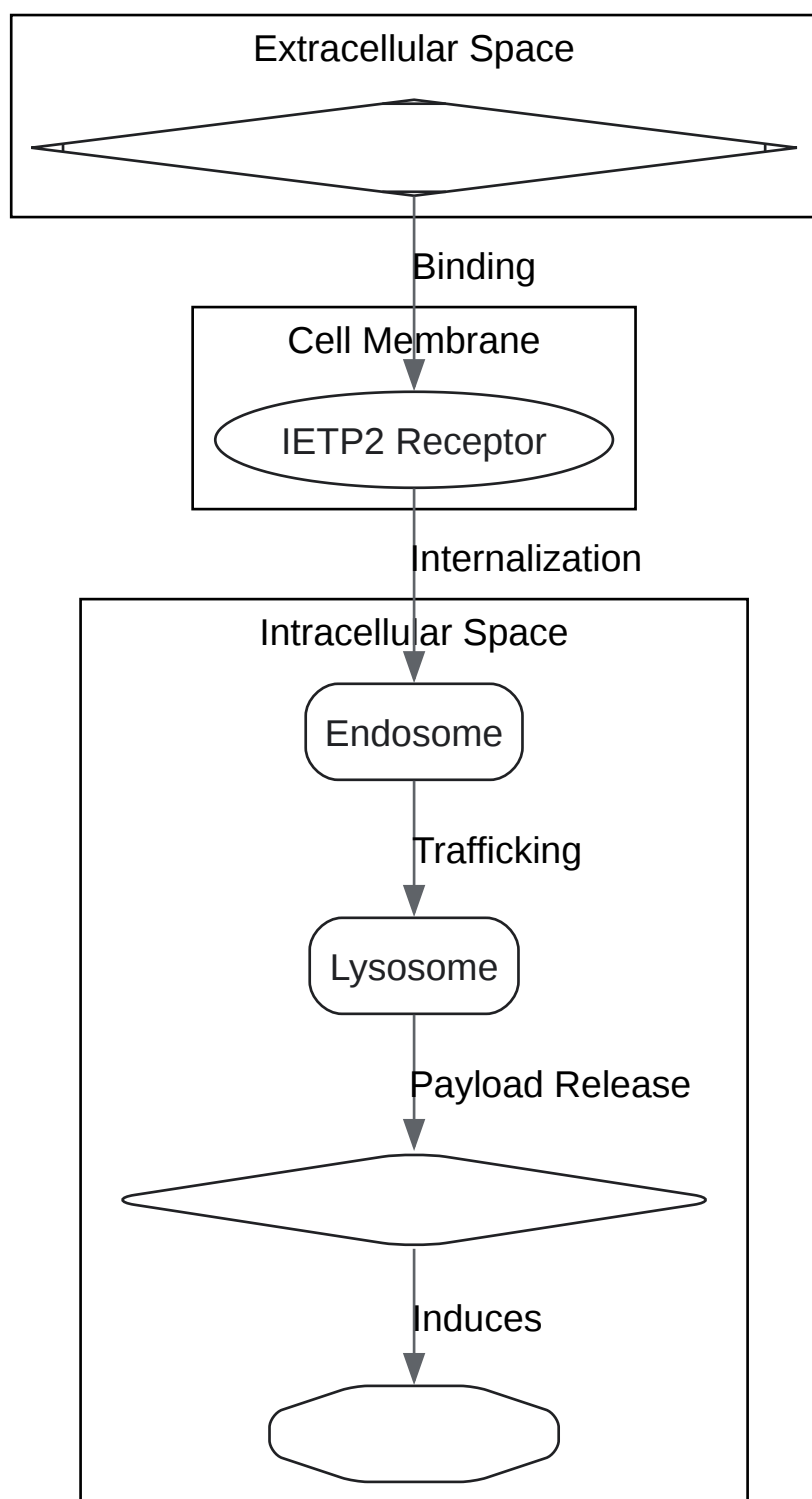 Extracellular Space
Binding
Cell Membrane
IETP2 Receptor
Internalization
Intracellular Space
Endosome
Trafficking
Lysosome
Payload Release
Induces